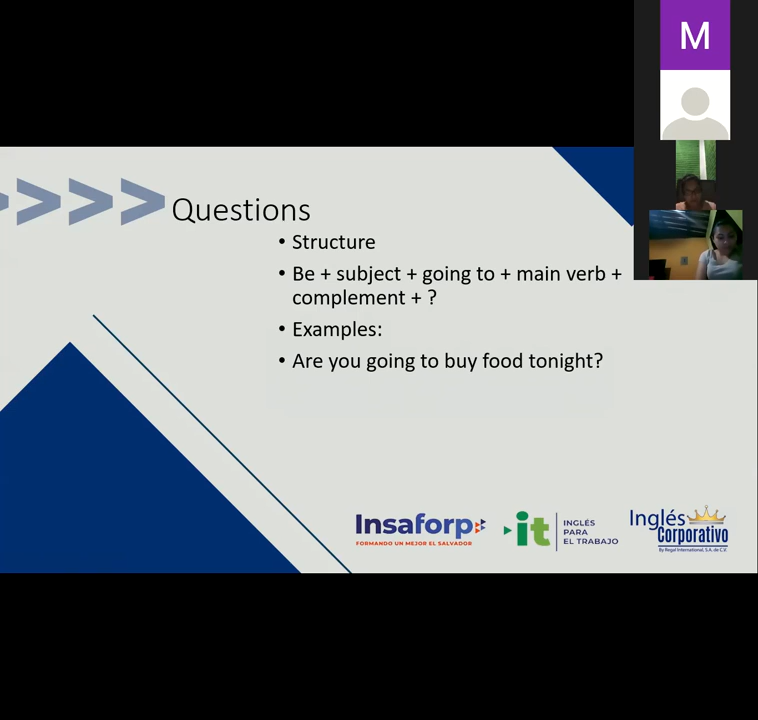 M
>>>> Questions
• Structure
• Be + subject + going to + main verb +
complement + ?
• Examples:
• Are you going to buy food tonight?
Insaforp
FORMANDO UN MEJOR EL SALVADOR
it
INGLÉS
PARA
EL TRABAJO
Inglés
Corporativo
By Regal International, S.A. de C.V.